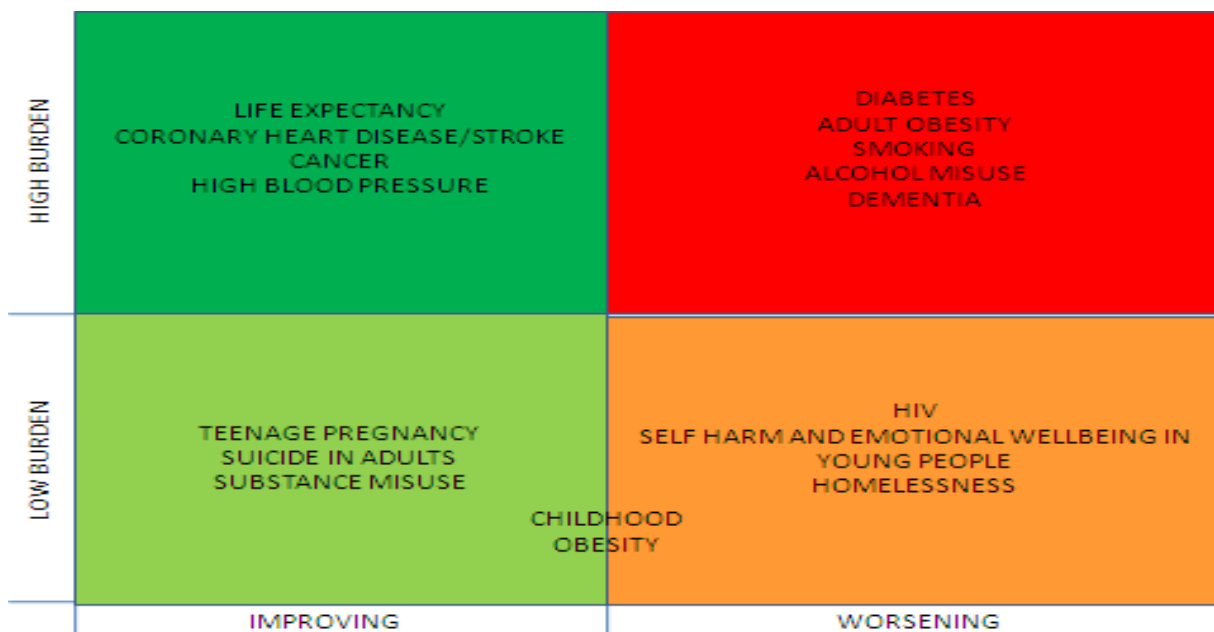 HIGH BURDEN
LIFE EXPECTANCY
CORONARY HEART DISEASE/STROKE
CANCER
HIGH BLOOD PRESSURE
DIABETES
ADULT OBESITY
SMOKING
ALCOHOL MISUSE
DEMENTIA
LOW BURDEN
TEENAGE PREGNANCY
SUICIDE IN ADULTS
SUBSTANCE MISUSE
HIV
SELF HARM AND EMOTIONAL WELLBEING IN
YOUNG PEOPLE
HOMELESSNESS
CHILDHOOD
OBESITY
IMPROVING
WORSENING